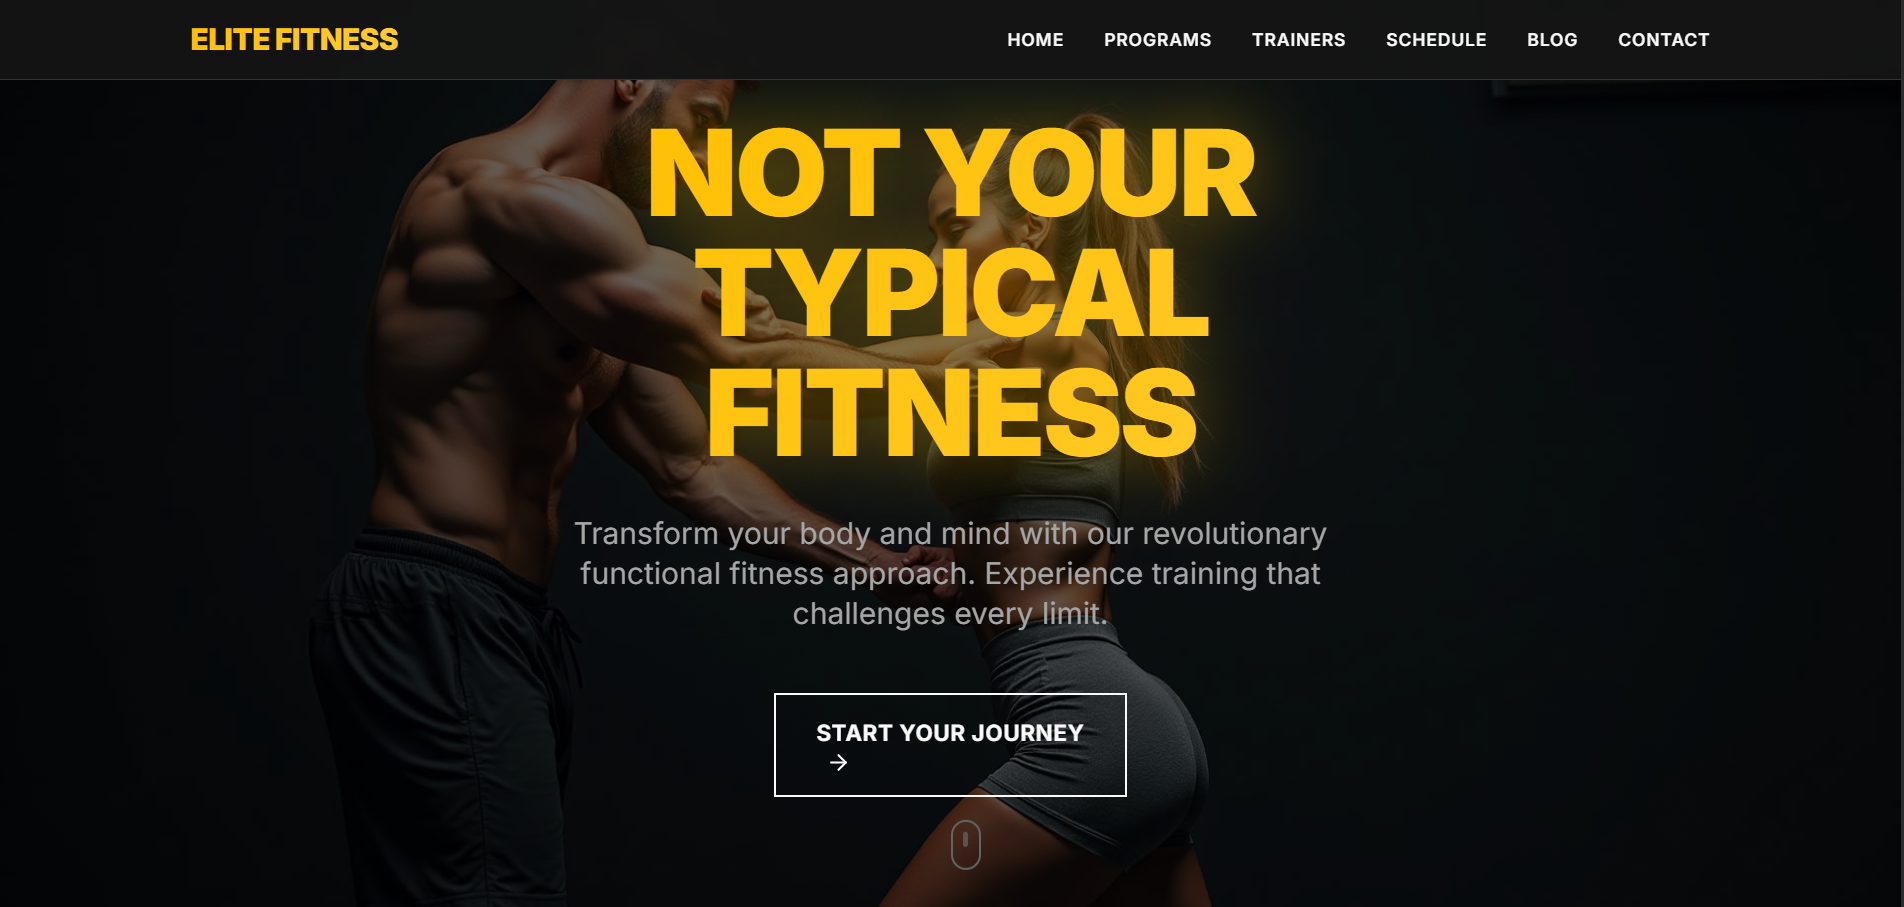 ELITE FITNESS
HOME PROGRAMS TRAINERS SCHEDULE BLOG CONTACT
NOT YOUR
TYPICAL
FITNESS
Transform your body and mind with our revolutionary
functional fitness approach. Experience training that
challenges every limit.
START YOUR JOURNEY
→